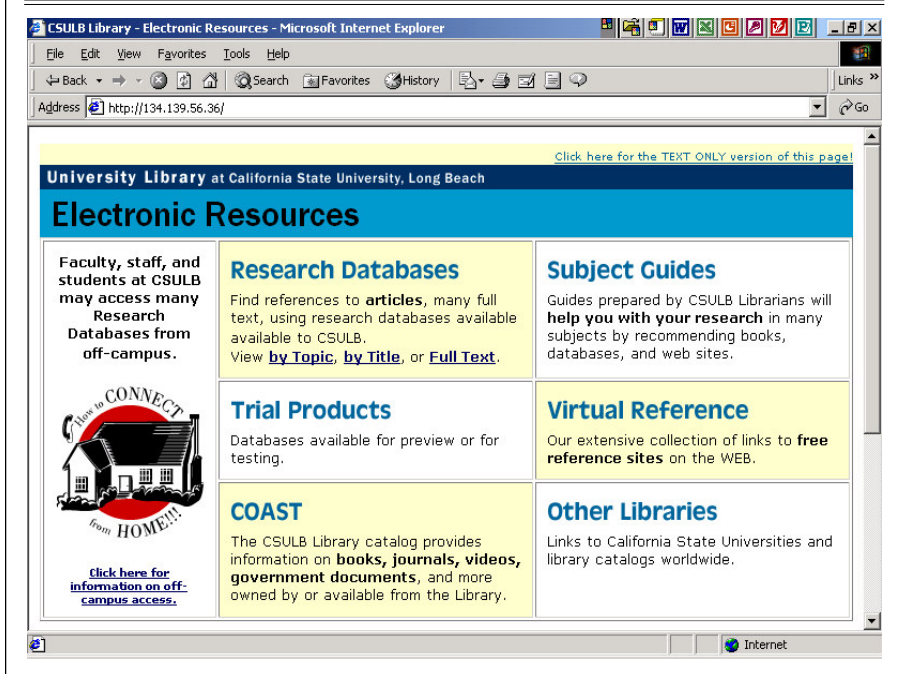 CSULB Library - Electronic Resources - Microsoft Internet Explorer
File Edit View Favorites Tools Help
Back Search Favorites History Links »
Address http://134.139.56.36/ Go
Click here for the TEXT ONLY version of this page!
University Library at California State University, Long Beach
Electronic Resources
Faculty, staff, and
students at CSULB
may access many
Research
Databases from
off-campus.
How to CONNECT
from HOME!!!
Click here for
information on off-
campus access.
Research Databases
Find references to articles, many full
text, using research databases available
available to CSULB.
View by Topic, by Title, or Full Text.
Subject Guides
Guides prepared by CSULB Librarians will
help you with your research in many
subjects by recommending books,
databases, and web sites.
Trial Products
Databases available for preview or for
testing.
Virtual Reference
Our extensive collection of links to free
reference sites on the WEB.
COAST
The CSULB Library catalog provides
information on books, journals, videos,
government documents, and more
owned by or available from the Library.
Other Libraries
Links to California State Universities and
library catalogs worldwide.
Internet